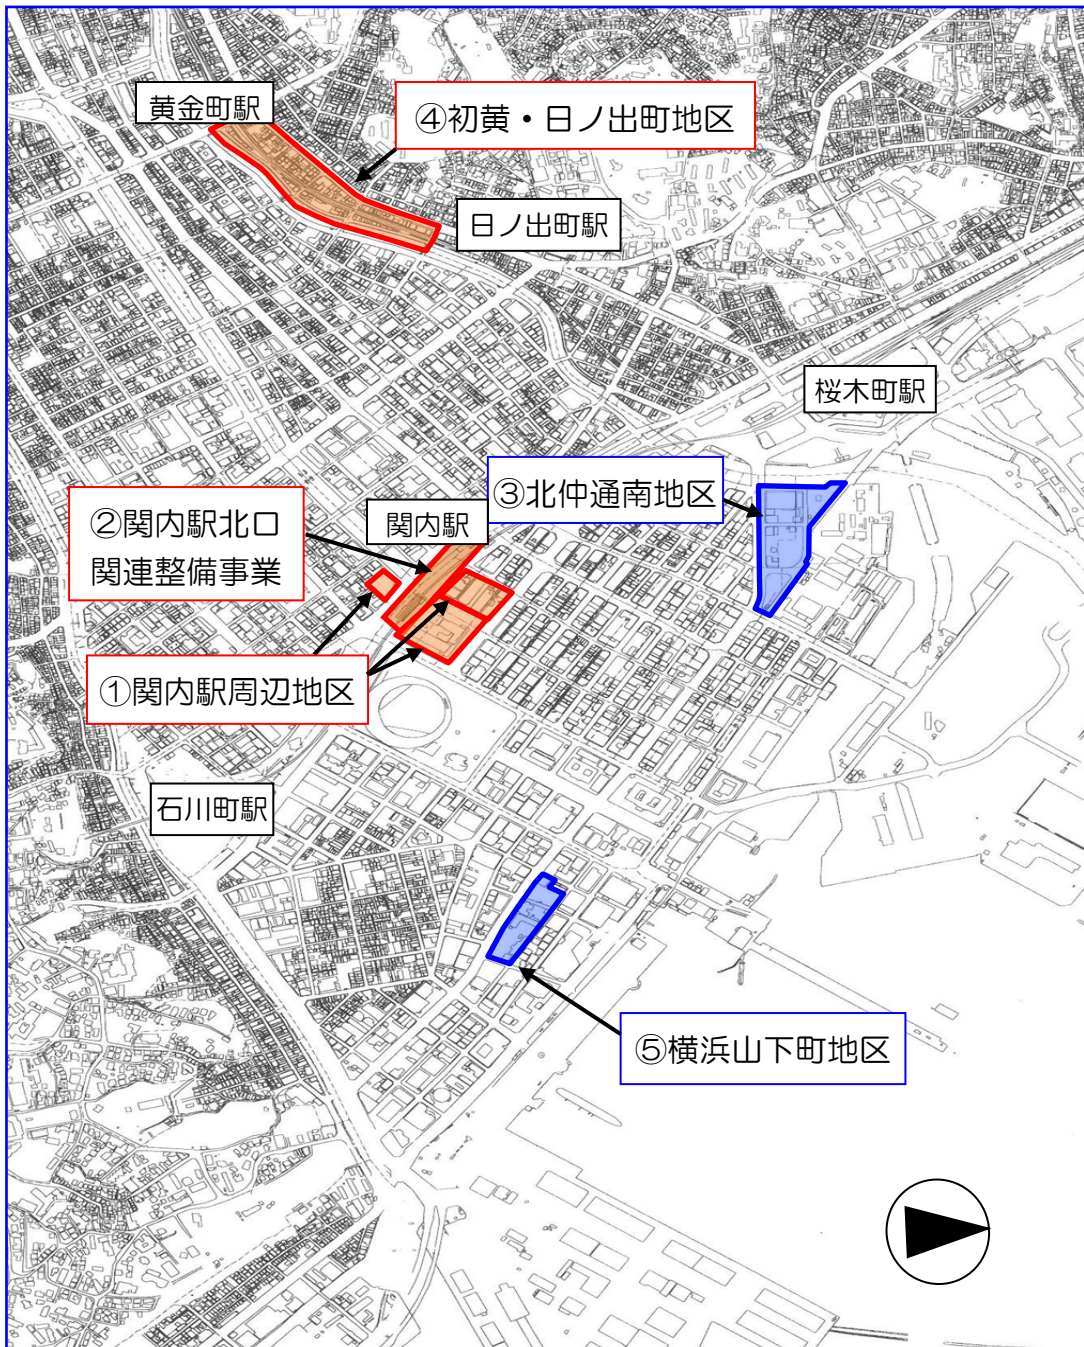 黄金町駅
④初黄・日ノ出町地区
日ノ出町駅
桜木町駅
③北仲通南地区
②関内駅北口
関連整備事業
関内駅
①関内駅周辺地区
石川町駅
⑤横浜山下町地区